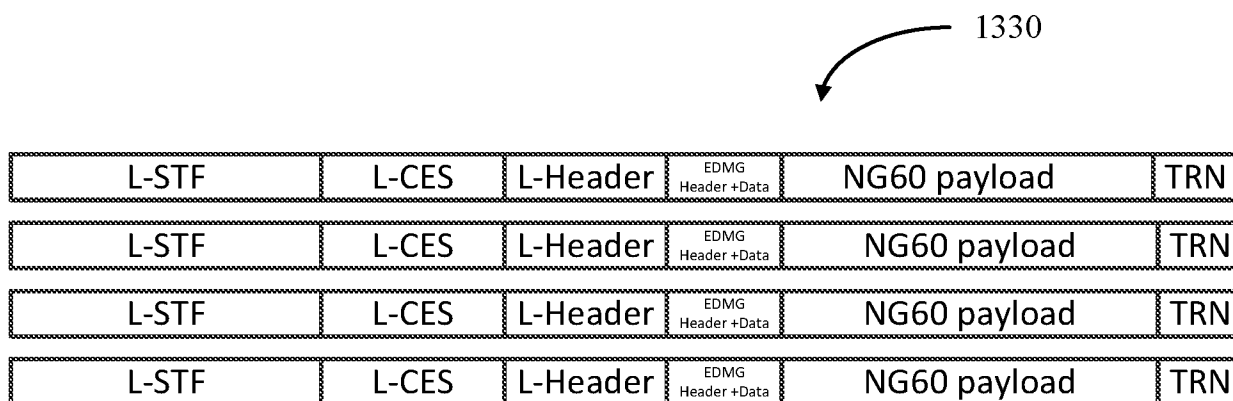 1330
L-STF L-CES L-Header EDMG Header +Data NG60 payload TRN
L-STF L-CES L-Header EDMG Header +Data NG60 payload TRN
L-STF L-CES L-Header EDMG Header +Data NG60 payload TRN
L-STF L-CES L-Header EDMG Header +Data NG60 payload TRN